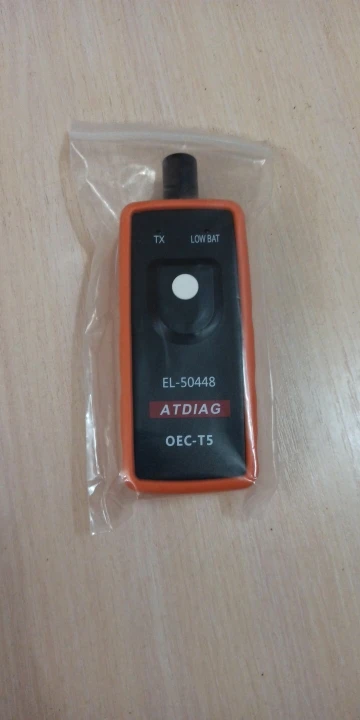 TX LOW BAT
EL-50448
ATDIAG
OEC-T5